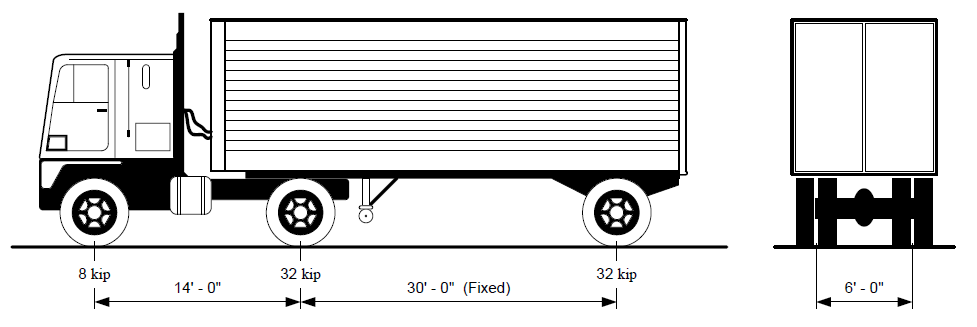 8 kip 32 kip 32 kip
14' - 0" 30' - 0" (Fixed) 6' - 0"